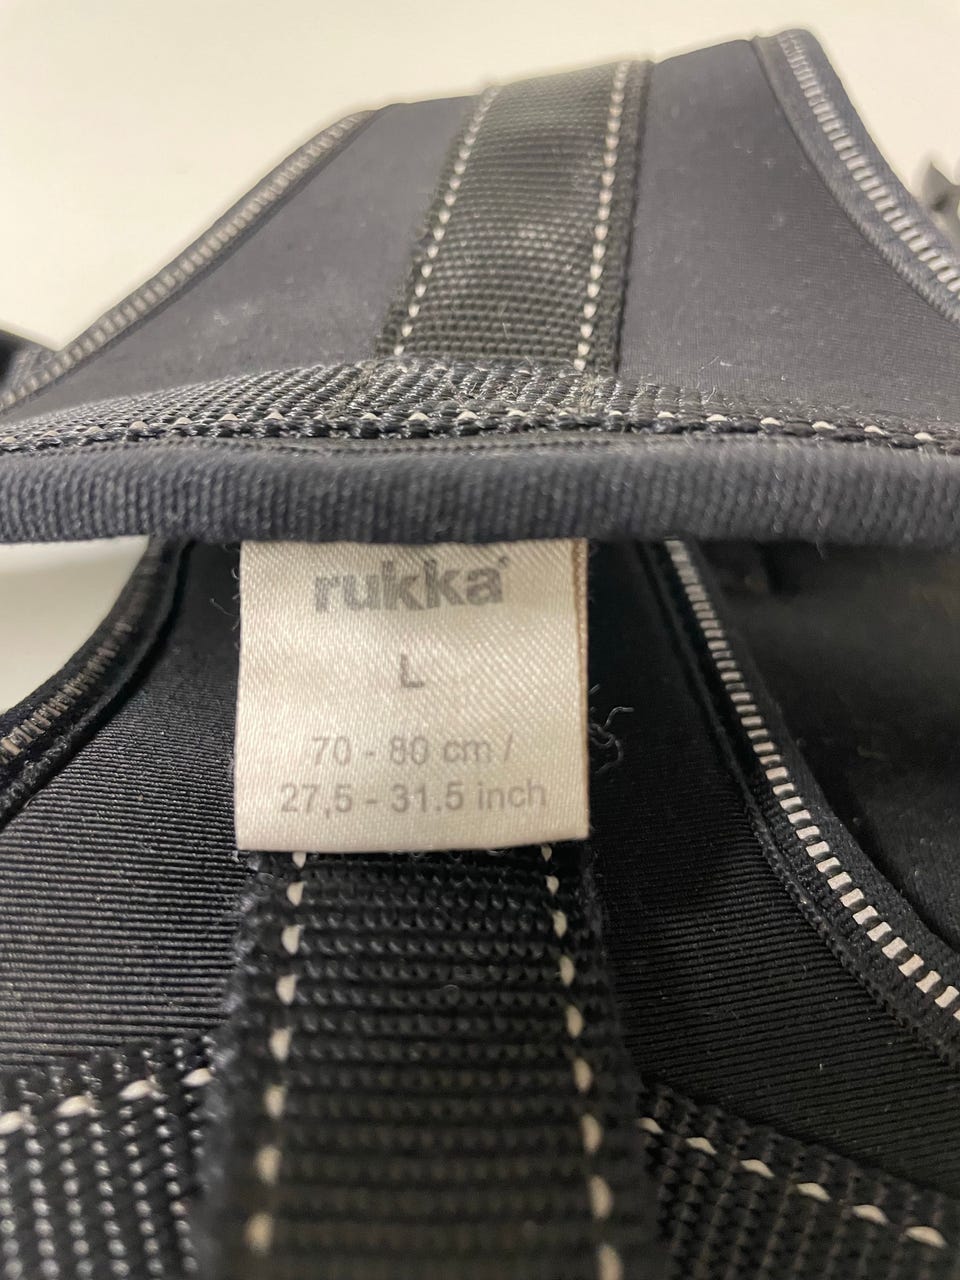 rukka
L
70 - 80 cm /
27,5 - 31.5 inch